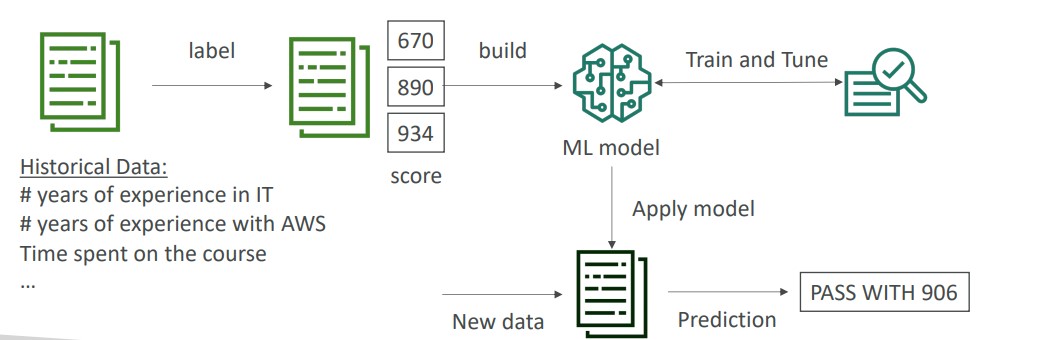 label
670
890
934
score
build
ML model
Train and Tune
Historical Data:
# years of experience in IT
# years of experience with AWS
Time spent on the course
...
Apply model
New data
Prediction
PASS WITH 906